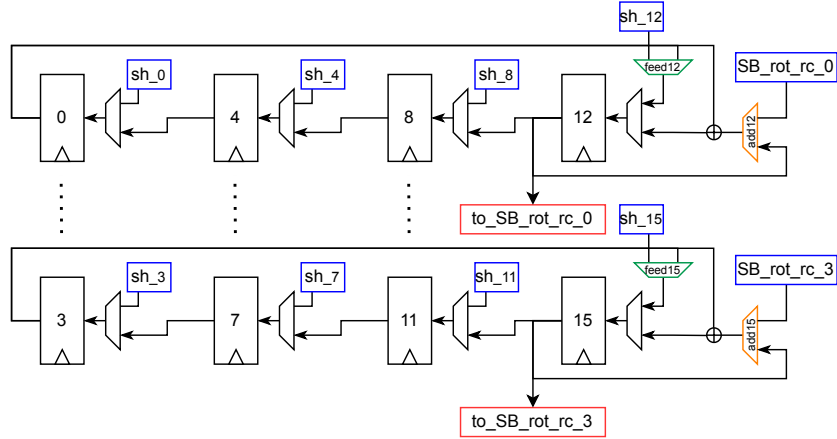 sh_12
sh_0
sh_4
sh_8
feed12
SB_rot_rc_0
0
4
8
12
add12
to_SB_rot_rc_0
sh_15
sh_3
sh_7
sh_11
feed15
SB_rot_rc_3
3
7
11
15
add15
to_SB_rot_rc_3